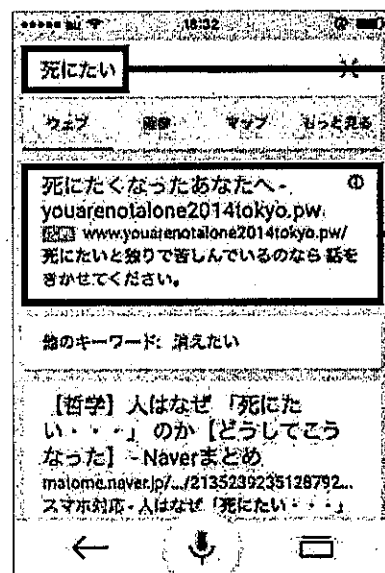 au 18:32
死にたい
ウェブ 画像 マップ もっと見る
死にたくなったあなたへ -
youarenotalone2014tokyo.pw
広告 www.youarenotalone2014tokyo.pw/
死にたいと独りで苦しんでいるのなら 話を
きかせてください。
他のキーワード: 消えたい
【哲学】人はなぜ「死にた
い・・・」のか【どうしてこう
なった】 - Naverまとめ
matome.naver.jp/.../2135239235128792...
スマホ対応 - 人はなぜ「死にたい・・・」